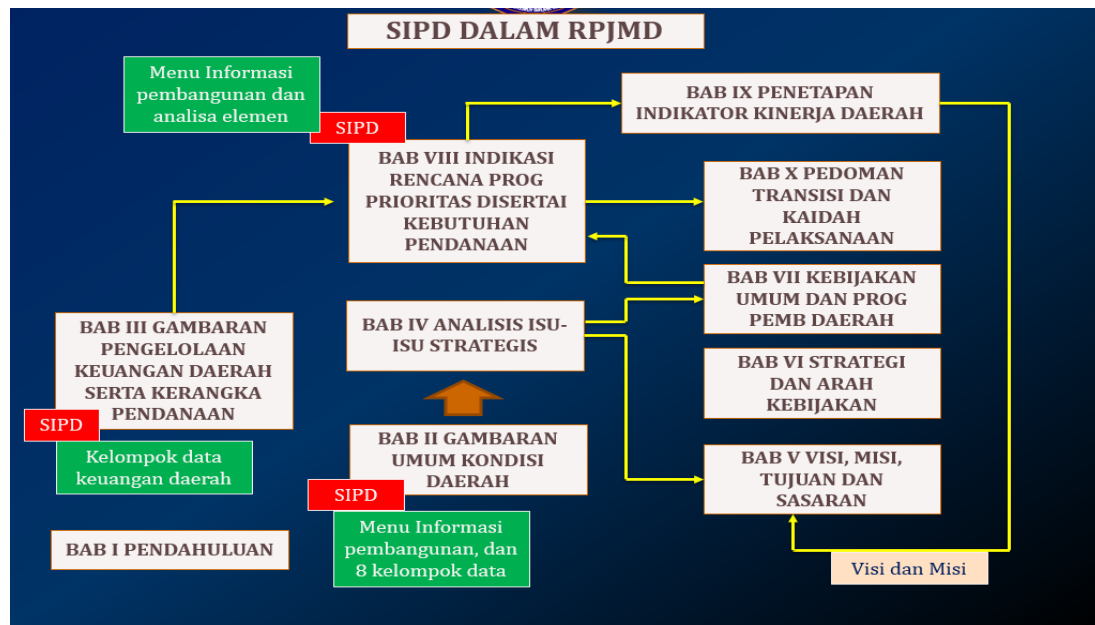 SIPD DALAM RPJMD
Menu Informasi
pembangunan dan
analisa elemen
SIPD
BAB VIII INDIKASI
RENCANA PROG
PRIORITAS DISERTAI
KEBUTUHAN
PENDANAAN
BAB IX PENETAPAN
INDIKATOR KINERJA DAERAH
BAB X PEDOMAN
TRANSISI DAN
KAIDAH
PELAKSANAAN
BAB VII KEBIJAKAN
UMUM DAN PROG
PEMB DAERAH
BAB III GAMBARAN
PENGELOLAAN
KEUANGAN DAERAH
SERTA KERANGKA
PENDANAAN
SIPD
Kelompok data
keuangan daerah
BAB IV ANALISIS ISU-
ISU STRATEGIS
BAB VI STRATEGI
DAN ARAH
KEBIJAKAN
BAB II GAMBARAN
UMUM KONDISI
DAERAH
SIPD
Menu Informasi
pembangunan, dan
8 kelompok data
BAB V VISI, MISI,
TUJUAN DAN
SASARAN
BAB I PENDAHULUAN
Visi dan Misi